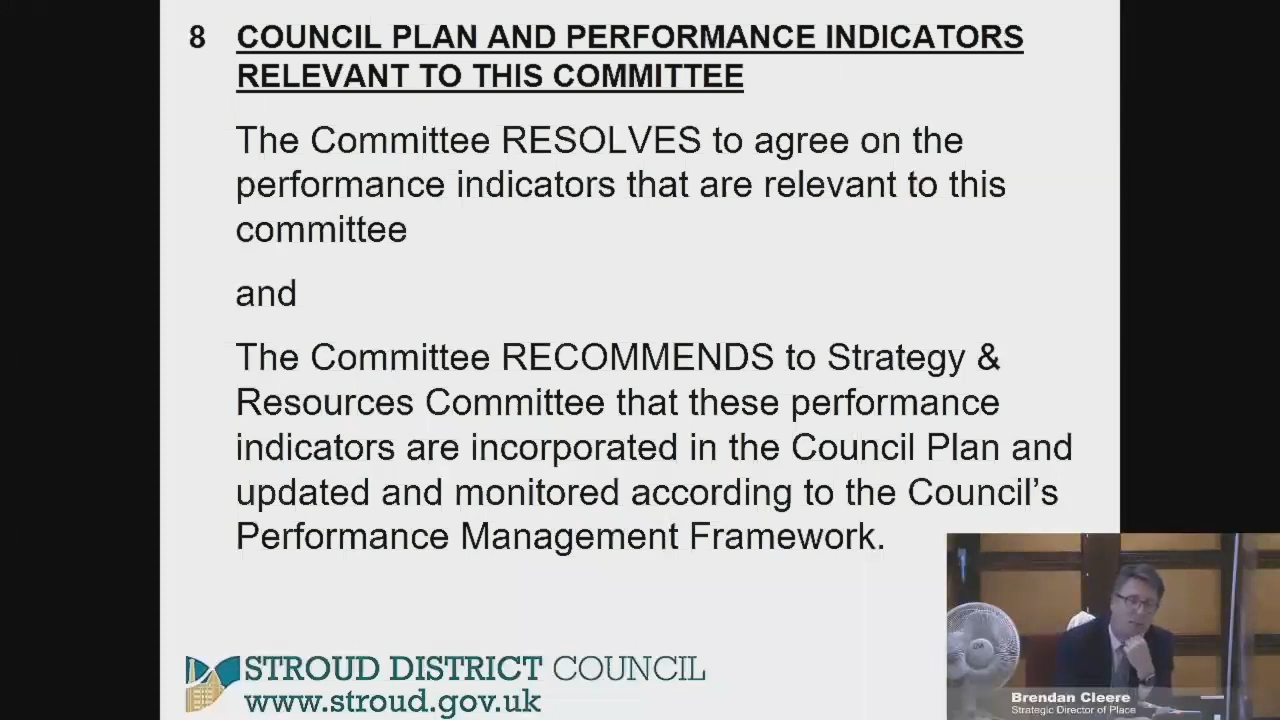 8 COUNCIL PLAN AND PERFORMANCE INDICATORS
RELEVANT TO THIS COMMITTEE
The Committee RESOLVES to agree on the
performance indicators that are relevant to this
committee
and
The Committee RECOMMENDS to Strategy &
Resources Committee that these performance
indicators are incorporated in the Council Plan and
updated and monitored according to the Council's
Performance Management Framework.
STROUD DISTRICT COUNCIL
www.stroud.gov.uk
Brendan Cleere
Strategic Director of Place